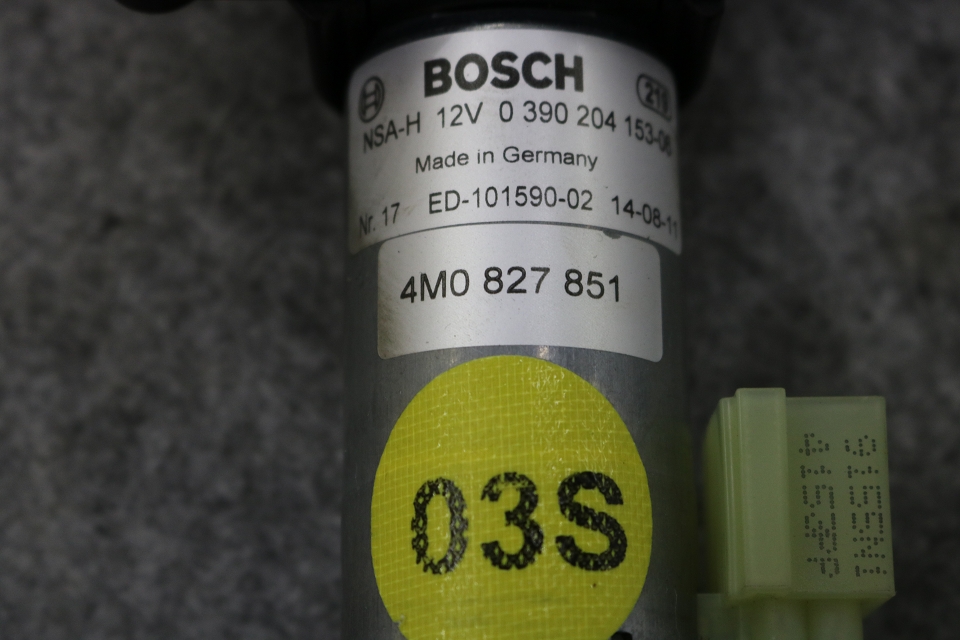 BOSCH
219
NSA-H 12V 0 390 204 153-06
Made in Germany
Nr. 17 ED-101590-02 14-08-11
4M0 827 851
03S